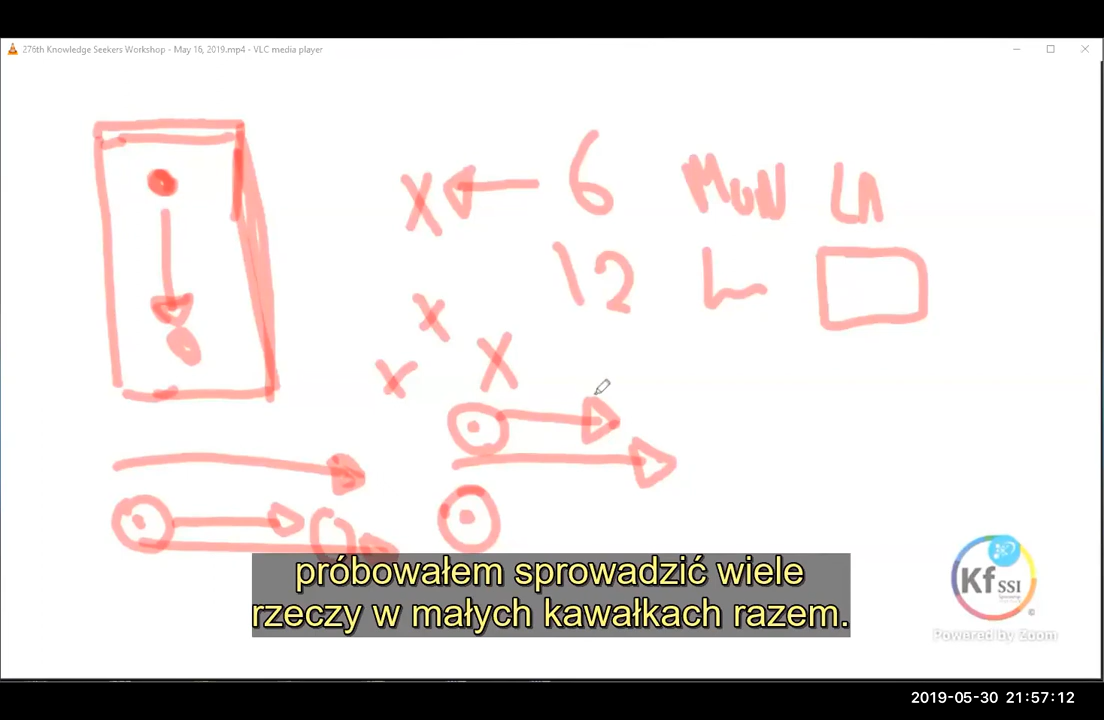 276th Knowledge Seekers Workshop - May 16, 2019.mp4 - VLC media player
X 6 MUN LA
12 L
X
X X
próbowałem sprowadzić wiele
rzeczy w małych kawałkach razem.
Kf SSI
©
Powered by Zoom
2019-05-30 21:57:12